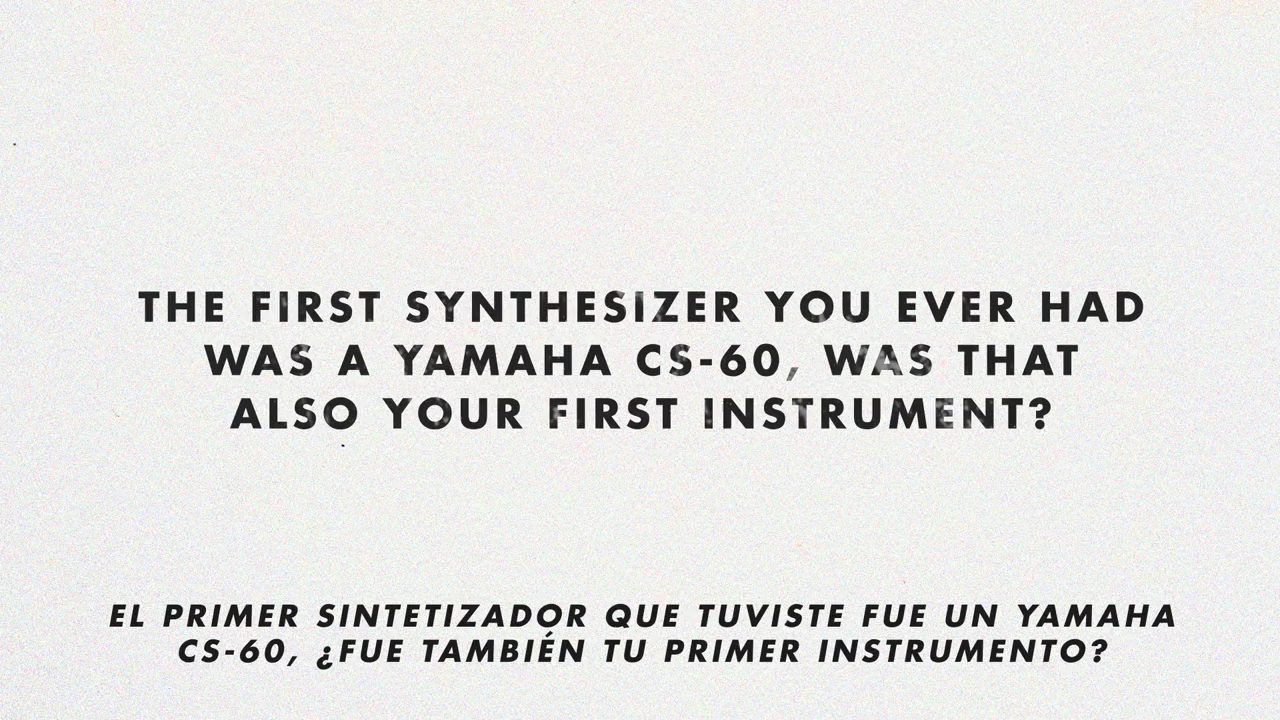 THE FIRST SYNTHESIZER YOU EVER HAD
WAS A YAMAHA CS-60, WAS THAT
ALSO YOUR FIRST INSTRUMENT?
EL PRIMER SINTETIZADOR QUE TUVISTE FUE UN YAMAHA
CS-60, ¿FUE TAMBIÉN TU PRIMER INSTRUMENTO?